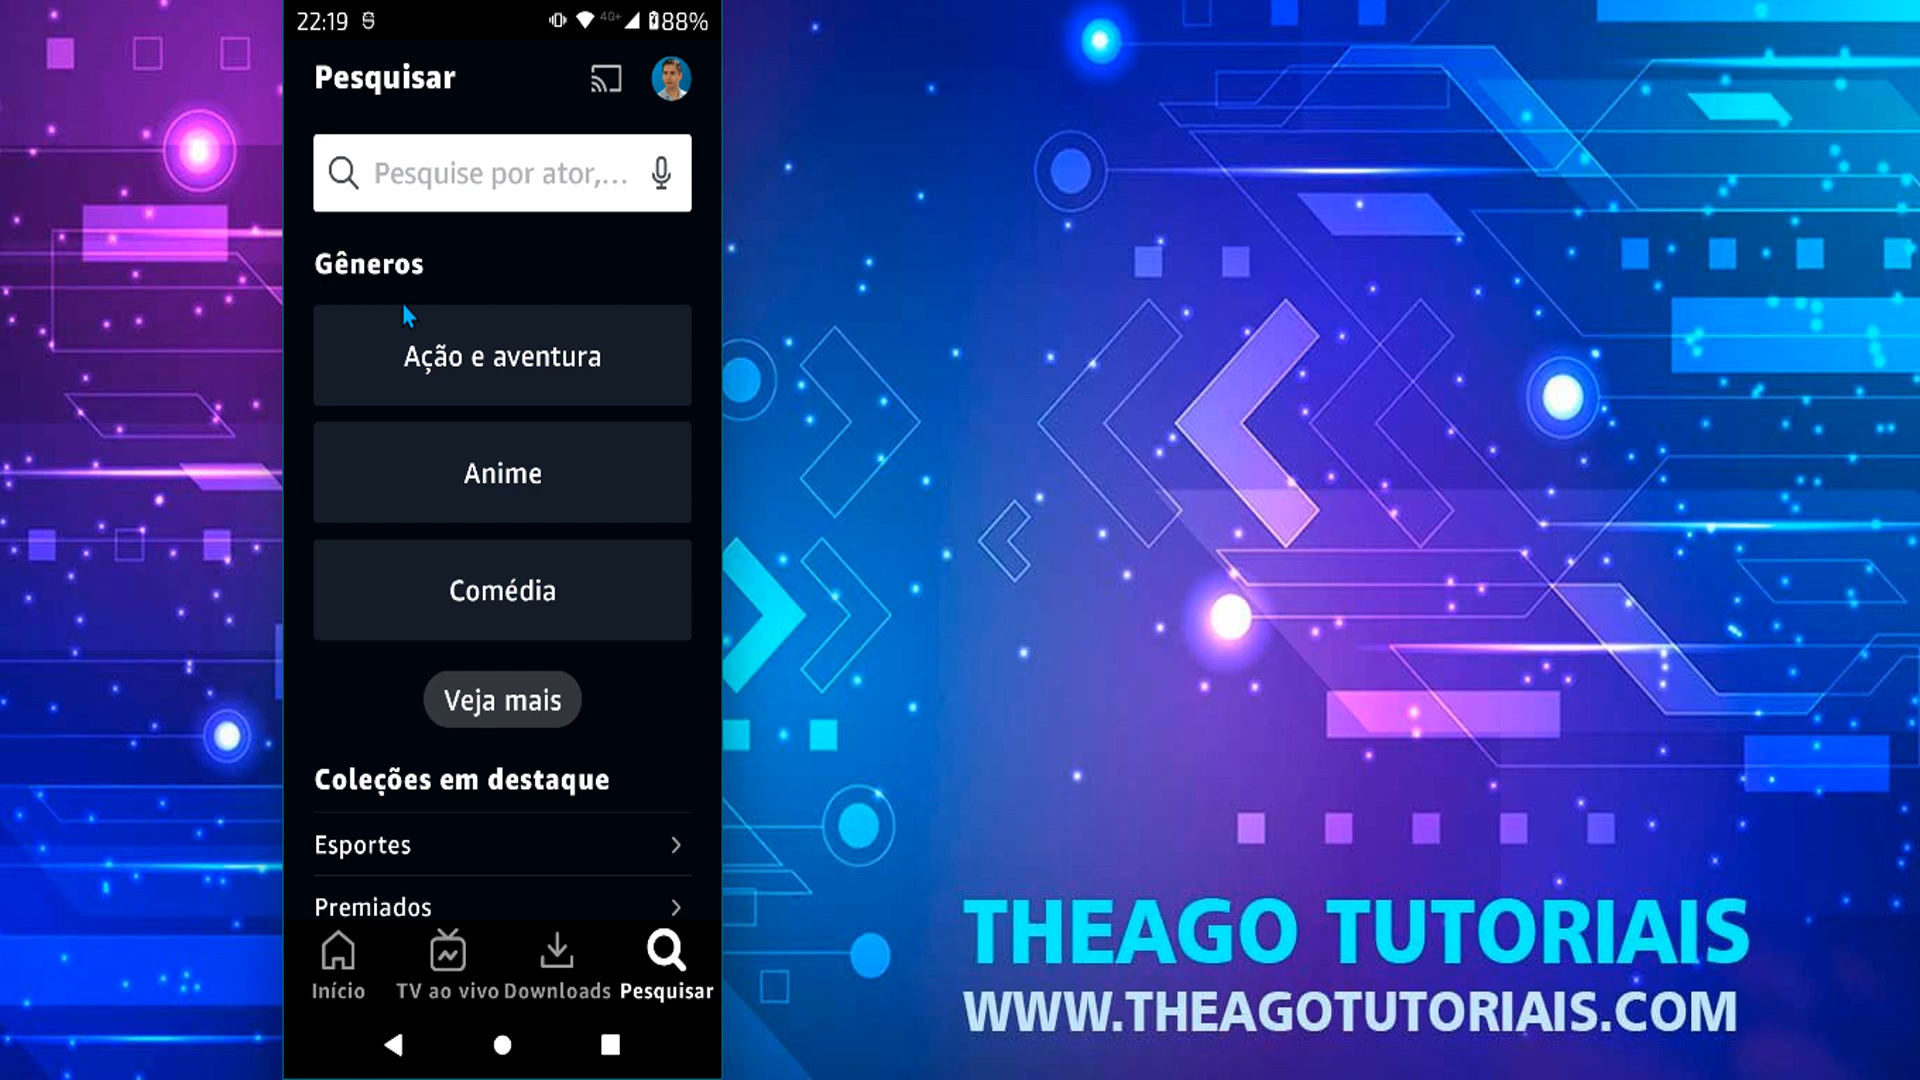 22:19
4G+
88%
Pesquisar
Pesquise por ator,...
Gêneros
Ação e aventura
Anime
Comédia
Veja mais
Coleções em destaque
Esportes
Premiados
Início
TV ao vivo
Downloads
Pesquisar
THEAGO TUTORIAIS
WWW.THEAGOTUTORIAIS.COM